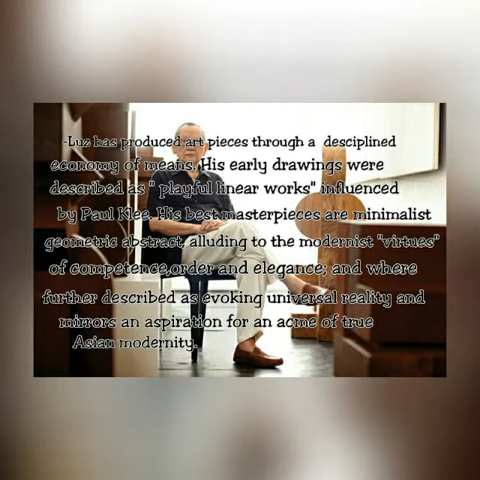 -Luz has produced art pieces through a desciplined
economy of means. His early drawings were
described as " playful linear works" influenced
by Paul Klee. His best masterpieces are minimalist
geometric abstract, alluding to the modernist "virtues"
of competence,order and elegance; and where
further described as evoking universal reality and
mirrors an aspiration for an acme of true
Asian modernity.